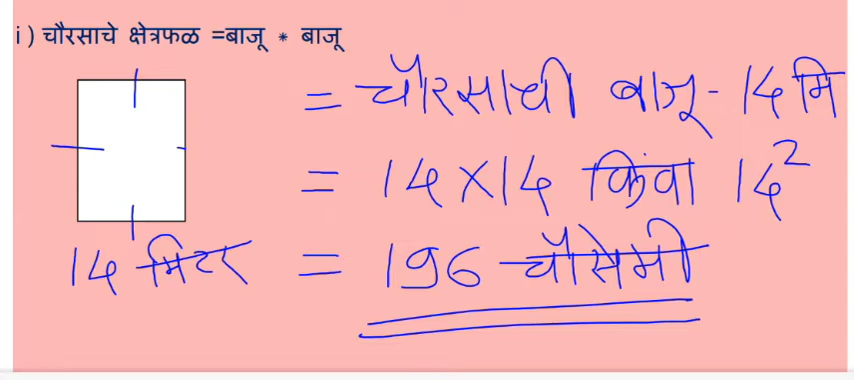 i ) चौरसाचे क्षेत्रफळ =बाजू * बाजू
= चौरसाची बाजू - 14 मि
= 14 × 14 किंवा 14²
14 मिटर = 196 चौसेमी